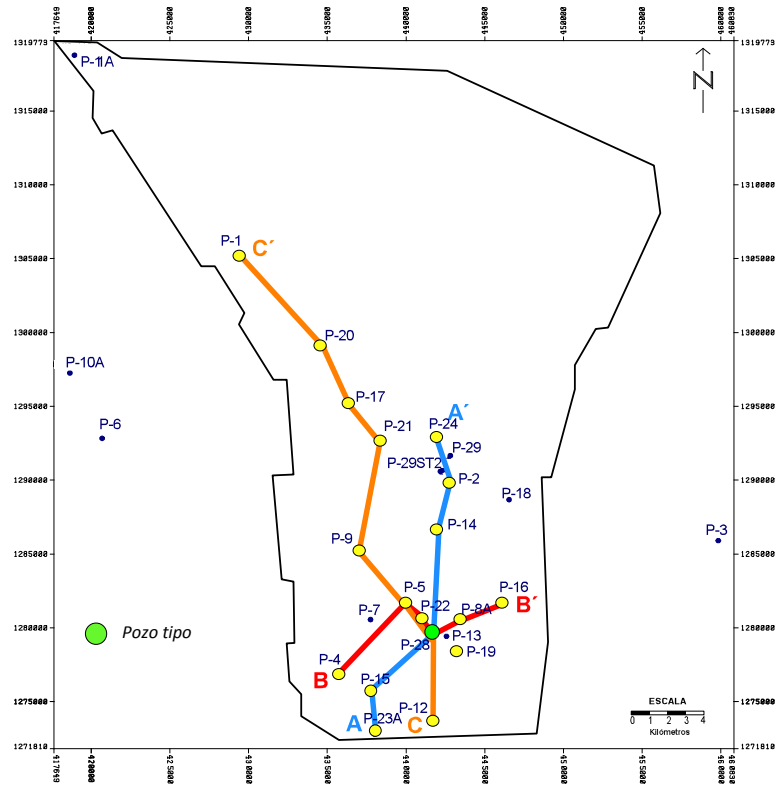 417649
420000
425000
430000
435000
440000
445000
450000
455000
460000
460830
1319773
1319773
P-11A
N
1315000
1315000
1310000
1310000
P-1
C´
1305000
1305000
1300000
1300000
P-20
P-10A
P-17
1295000
1295000
A´
P-6
P-21
P-24
P-29
P-29ST2
1290000
1290000
P-2
P-18
P-14
P-3
P-9
1285000
1285000
P-5
P-16
B´
P-7
P-22
P-8A
1280000
1280000
Pozo tipo
P-28
P-13
P-19
P-4
B
P-15
1275000
1275000
ESCALA
0 1 2 3 4
Kilómetros
P-12
A
P-23A
C
1271810
1271810
417649
420000
425000
430000
435000
440000
445000
450000
455000
460000
460830